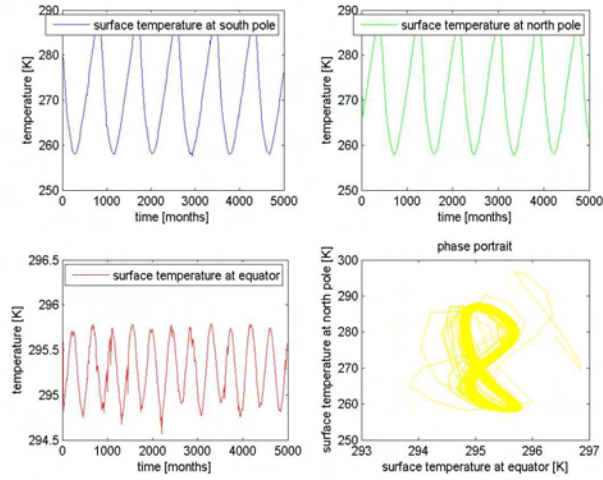 290
280
270
260
250
temperature [K]
surface temperature at south pole
0 1000 2000 3000 4000 5000
time [months]
290
280
270
260
250
temperature [K]
surface temperature at north pole
0 1000 2000 3000 4000 5000
time [months]
296.5
296
295.5
295
294.5
temperature [K]
surface temperature at equator
0 1000 2000 3000 4000 5000
time [months]
phase portrait
300
290
280
270
260
250
surface temperature at north pole [K]
293 294 295 296 297
surface temperature at equator [K]